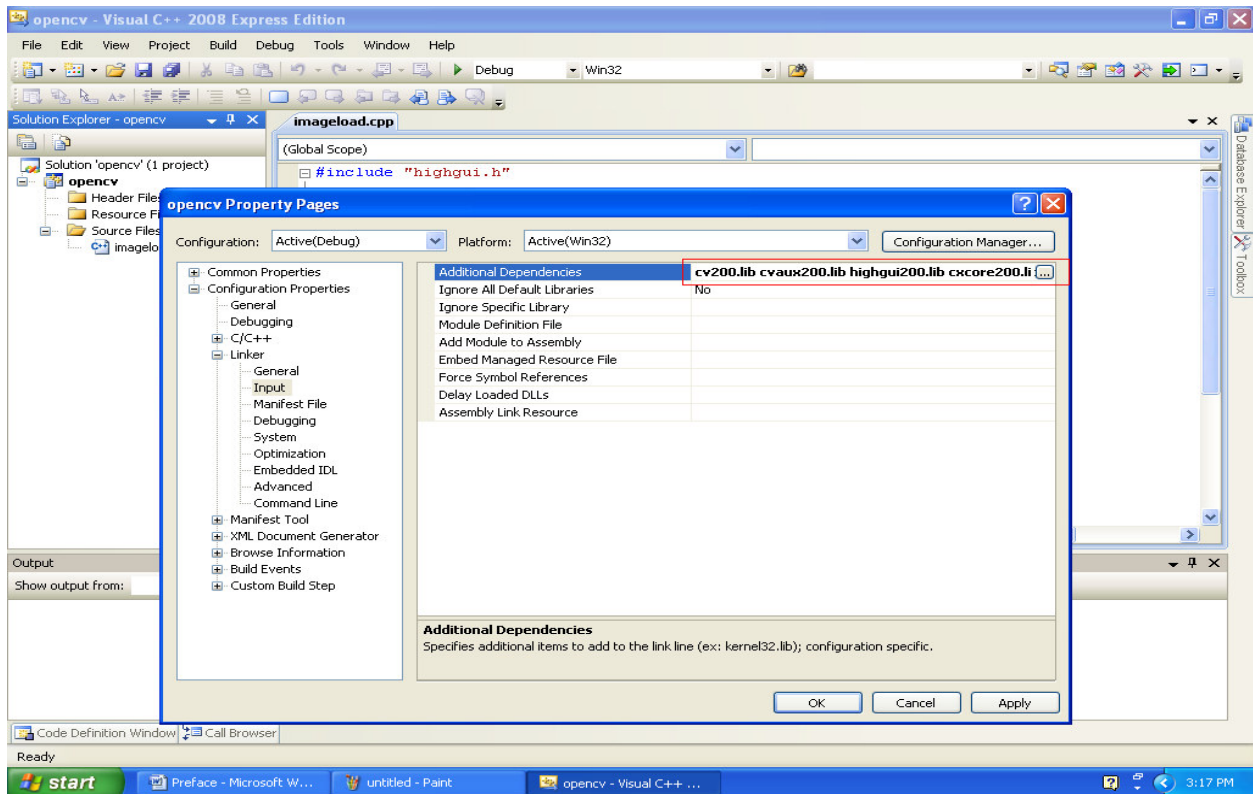 opencv - Visual C++ 2008 Express Edition
File Edit View Project Build Debug Tools Window Help
Debug Win32
Solution Explorer - opencv
imageload.cpp
(Global Scope)
Solution 'opencv' (1 project)
opencv
Header File
Resource Fi
Source Files
imagelo
#include "highgui.h"
Database Explorer
Toolbox
opencv Property Pages
Configuration: Active(Debug) Platform: Active(Win32) Configuration Manager...
Common Properties
Configuration Properties
General
Debugging
C/C++
Linker
General
Input
Manifest File
Debugging
System
Optimization
Embedded IDL
Advanced
Command Line
Manifest Tool
XML Document Generator
Browse Information
Build Events
Custom Build Step
Additional Dependencies cv200.lib cvaux200.lib highgui200.lib cxcore200.li ...
Ignore All Default Libraries No
Ignore Specific Library
Module Definition File
Add Module to Assembly
Embed Managed Resource File
Force Symbol References
Delay Loaded DLLs
Assembly Link Resource
Additional Dependencies
Specifies additional items to add to the link line (ex: kernel32.lib); configuration specific.
OK Cancel Apply
Output
Show output from:
Code Definition Window Call Browser
Ready
start Preface - Microsoft W... untitled - Paint opencv - Visual C++ ... 3:17 PM